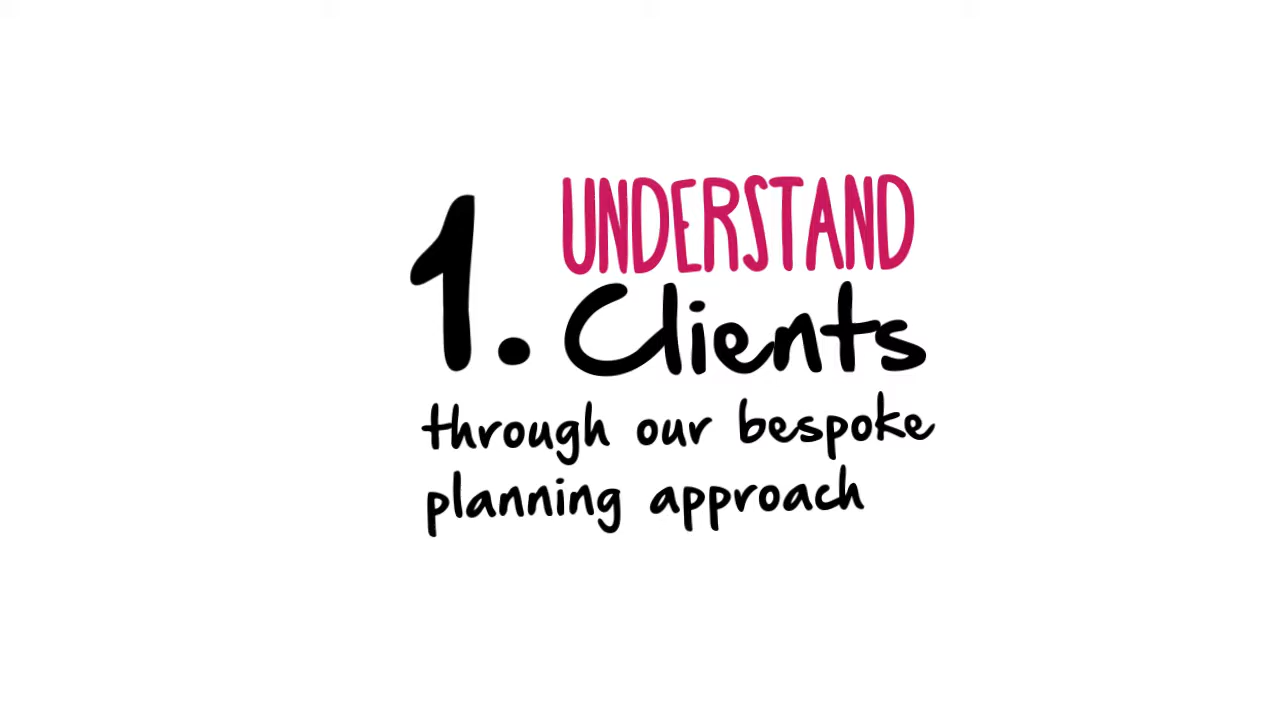 1. UNDERSTAND
Clients
through our bespoke
planning approach